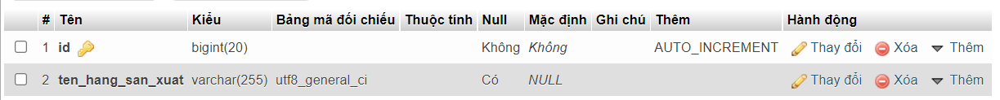 # Tên Kiểu Bảng mã đối chiếu Thuộc tính Null Mặc định Ghi chú Thêm Hành động
1 id bigint(20) Không Không AUTO_INCREMENT Thay đổi Xóa Thêm
2 ten_hang_san_xuat varchar(255) utf8_general_ci Có NULL Thay đổi Xóa Thêm